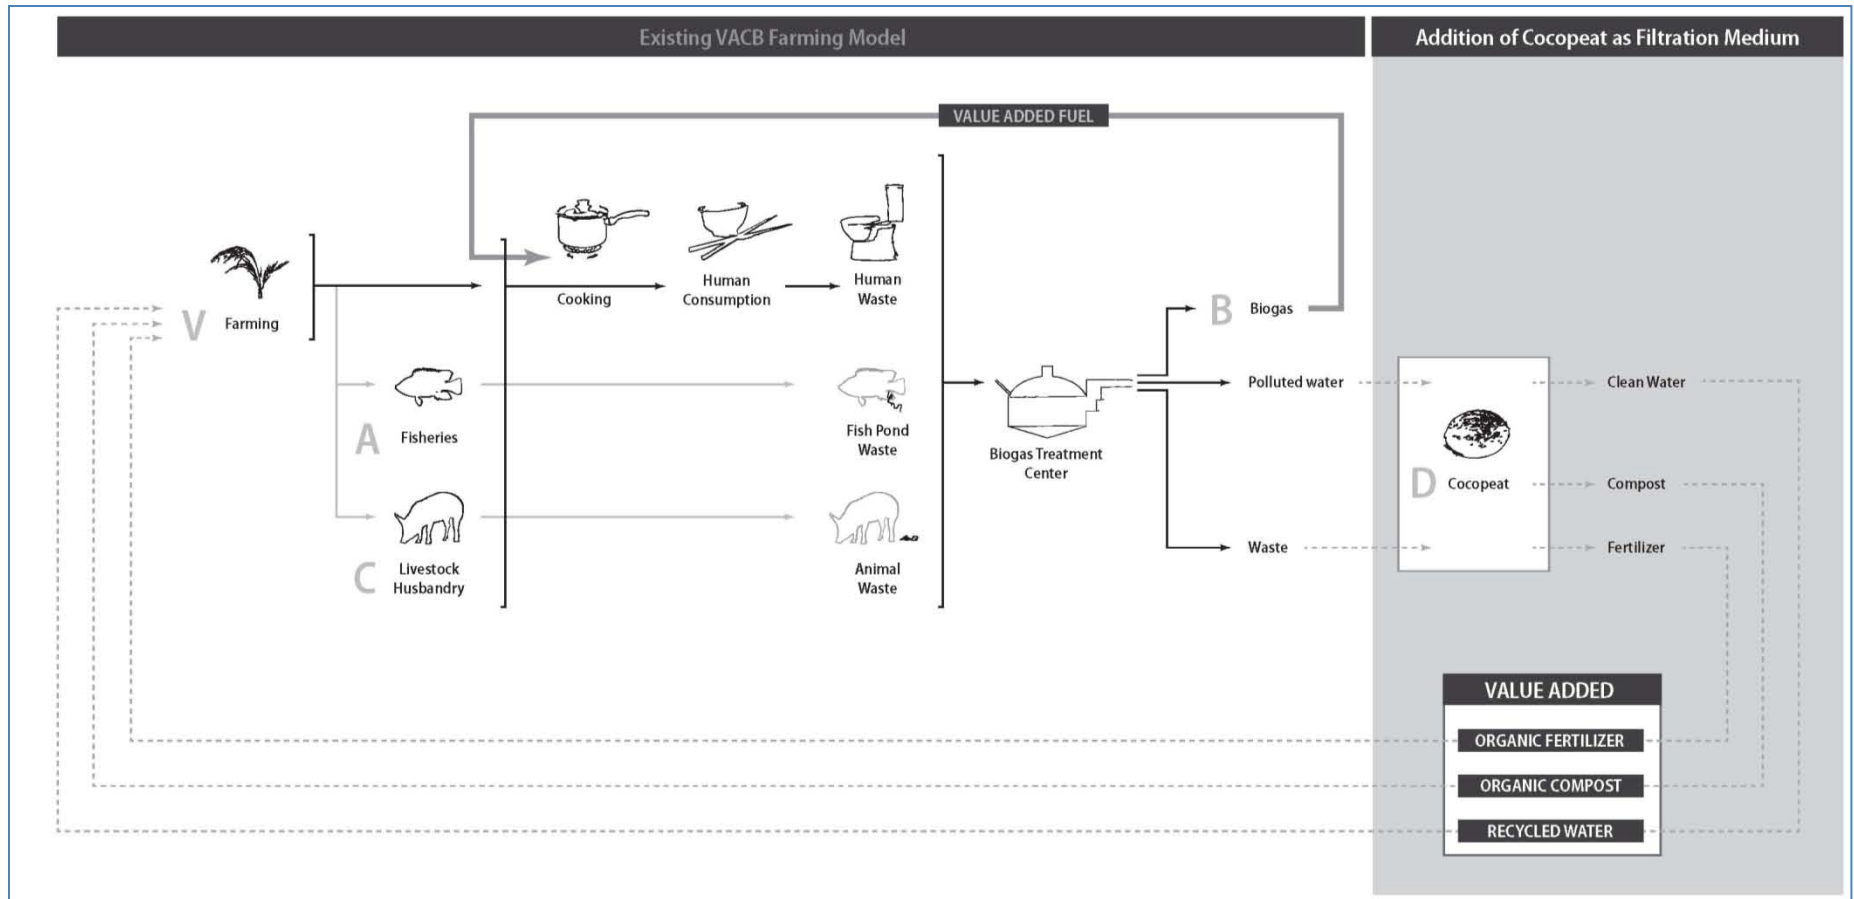 Existing VACB Farming Model
Addition of Cocopeat as Filtration Medium
VALUE ADDED FUEL
V
Farming
Cooking
Human
Consumption
Human
Waste
A
Fisheries
Fish Pond
Waste
C
Livestock
Husbandry
Animal
Waste
Biogas Treatment
Center
B
Biogas
Polluted water
Waste
D
Cocopeat
Clean Water
Compost
Fertilizer
VALUE ADDED
ORGANIC FERTILIZER
ORGANIC COMPOST
RECYCLED WATER